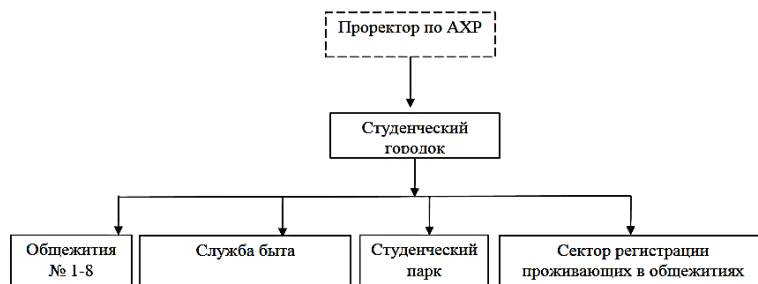 Проректор по АХР
Студенческий
городок
Общежития
№ 1-8
Служба быта
Студенческий
парк
Сектор регистрации
проживающих в общежитиях